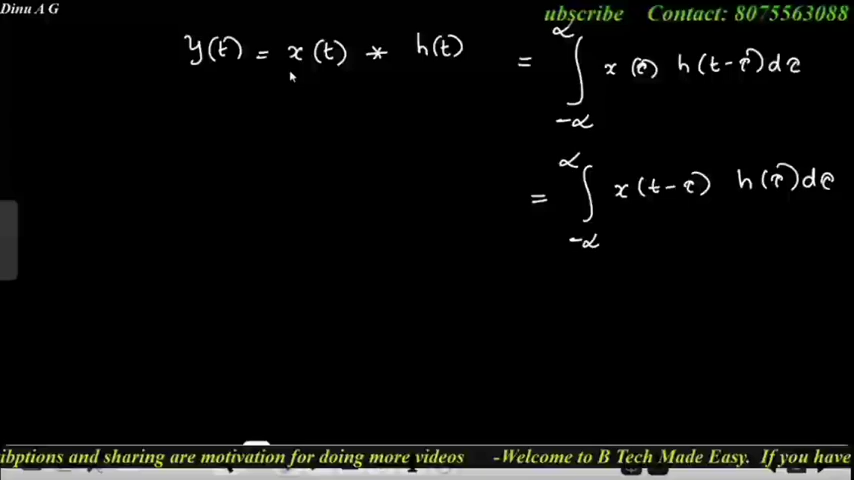 Dinu A G
ubscribe Contact: 8075563088
y(t) = x(t) * h(t) = ∫_{-α}^{α} x(τ) h(t-τ)dτ
= ∫_{-α}^{α} x(t-τ) h(τ)dτ
ibptions and sharing are motivation for doing more videos -Welcome to B Tech Made Easy. If you have